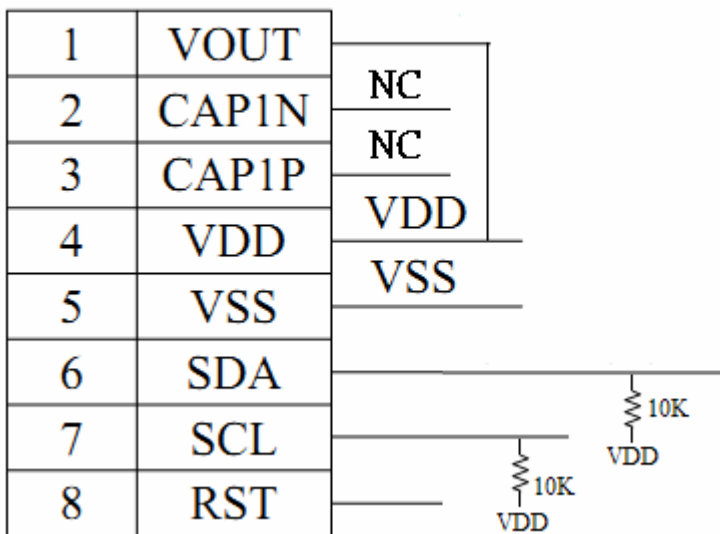 1 VOUT
NC
2 CAP1N
NC
3 CAP1P
VDD
4 VDD
VSS
5 VSS
6 SDA
10K
VDD
7 SCL
10K
VDD
8 RST